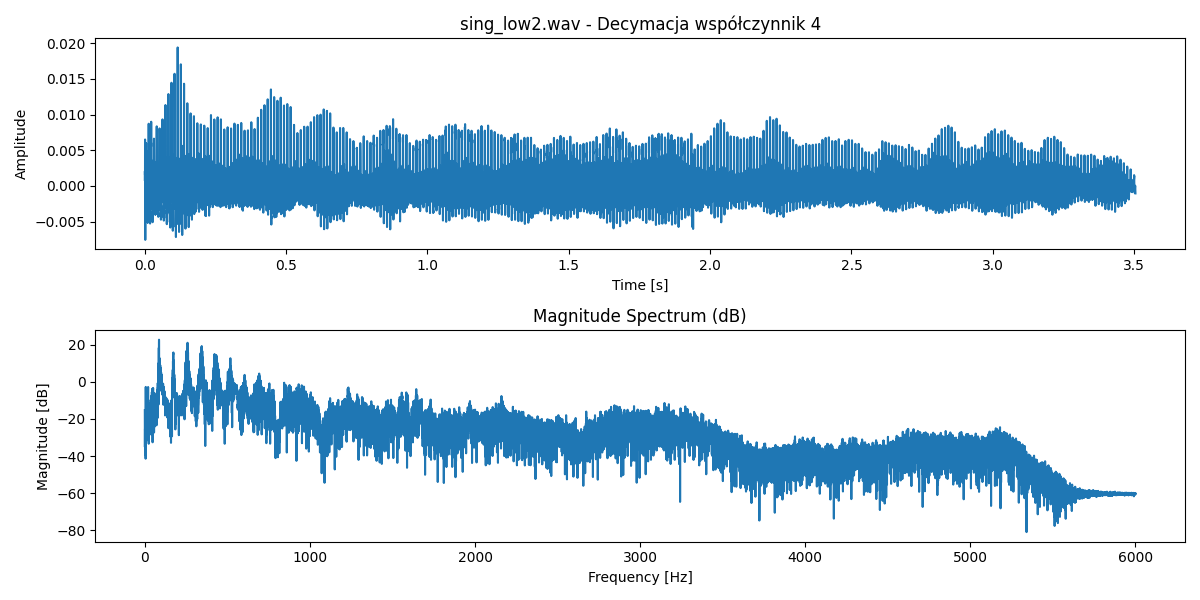 sing_low2.wav - Decymacja współczynnik 4
0.020
0.015
0.010
0.005
0.000
−0.005
Amplitude
0.0 0.5 1.0 1.5 2.0 2.5 3.0 3.5
Time [s]
Magnitude Spectrum (dB)
20
0
−20
−40
−60
−80
Magnitude [dB]
0 1000 2000 3000 4000 5000 6000
Frequency [Hz]